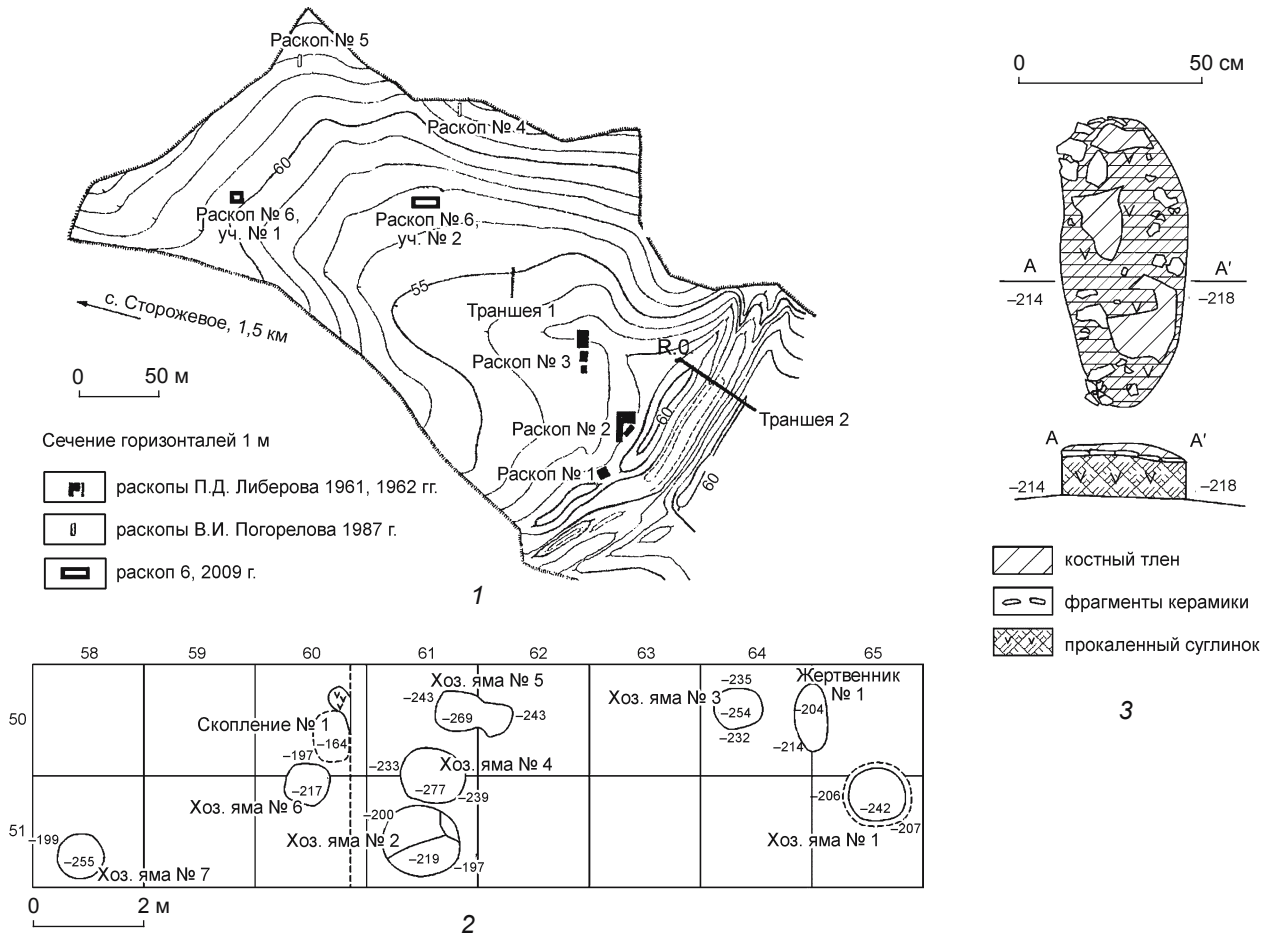 Раскоп № 5
Раскоп № 4
60
Раскоп № 6,
уч. № 1
Раскоп № 6,
уч. № 2
55
с. Сторожевое, 1,5 км
Траншея 1
0 50 м
Раскоп № 3
R.0.
60
Траншея 2
Раскоп № 2
Раскоп № 1
60
Сечение горизонталей 1 м
раскопы П.Д. Либерова 1961, 1962 гг.
раскопы В.И. Погорелова 1987 г.
раскоп 6, 2009 г.
1
58 59 60 61 62 63 64 65
50
51
Хоз. яма № 5
–243
–269
–243
Скопление № 1
–164
–197
Хоз. яма № 3
–235
–254
–232
Жертвенник
№ 1
–204
–214
–233
Хоз. яма № 4
–277
–239
–217
Хоз. яма № 6
–200
Хоз. яма № 2
–219
–197
–206
–242
–207
Хоз. яма № 1
–199
–255
Хоз. яма № 7
0 2 м
2
0 50 см
А А′
–214 –218
А А′
–214 –218
костный тлен
фрагменты керамики
прокаленный суглинок
3